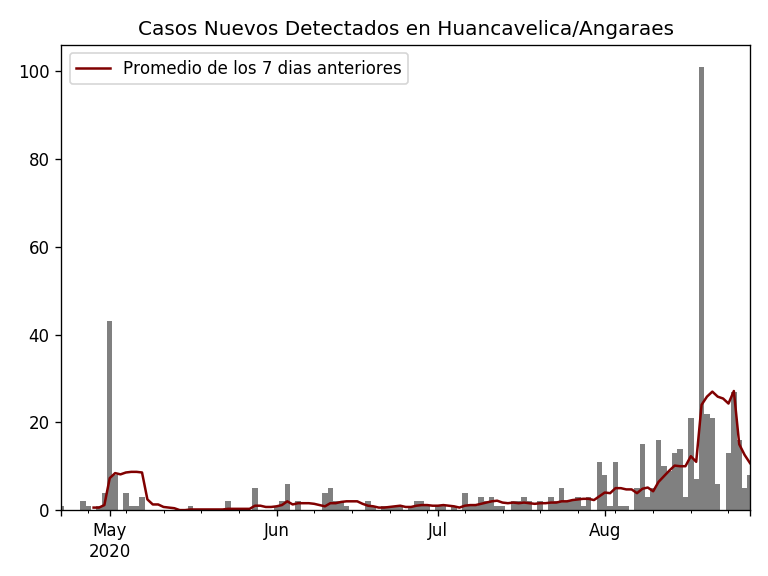 Casos Nuevos Detectados en Huancavelica/Angaraes
Promedio de los 7 dias anteriores
100
80
60
40
20
0
May Jun Jul Aug
2020